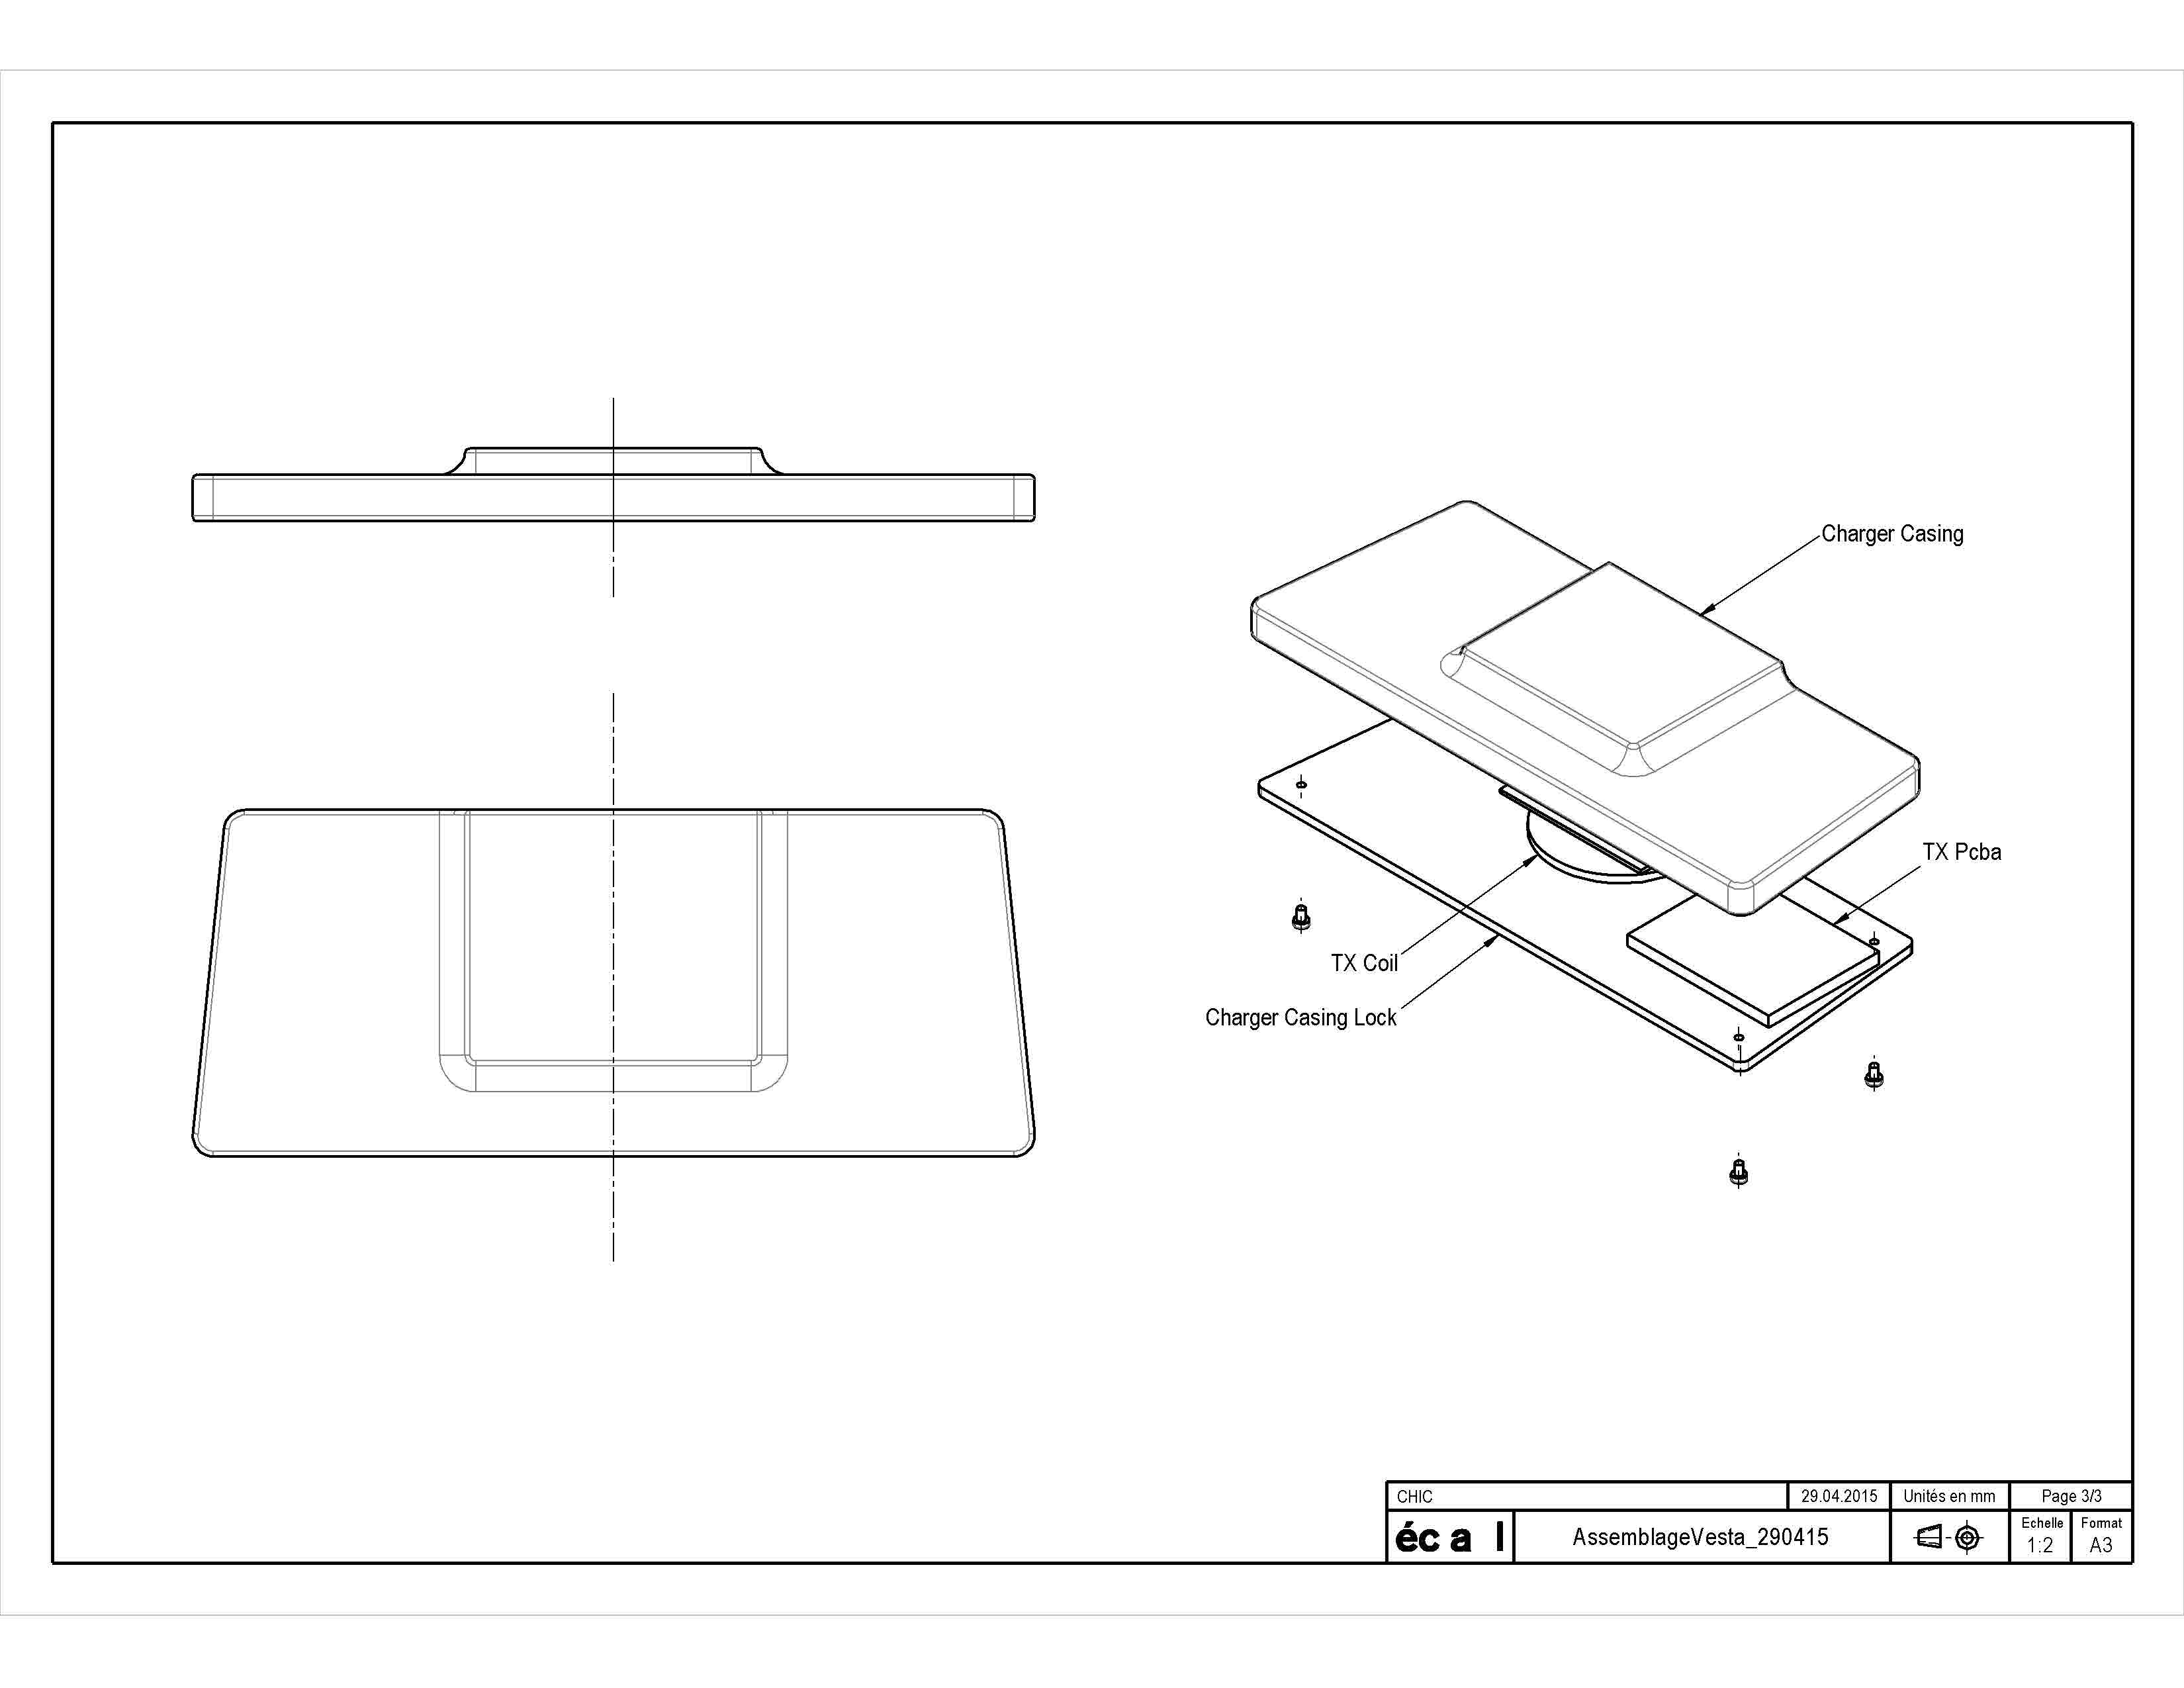 Charger Casing
TX Pcba
TX Coil
Charger Casing Lock
CHIC
29.04.2015
Unités en mm
Page 3/3
éc a l
AssemblageVesta_290415
Echelle
1:2
Format
A3